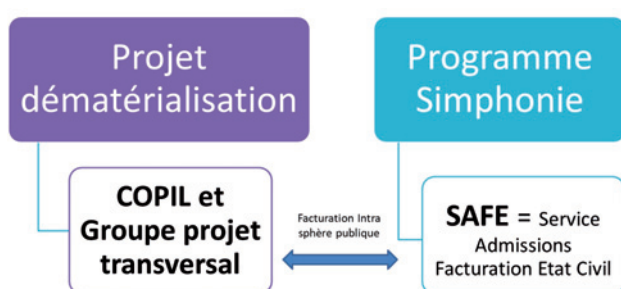 Projet
dématérialisation
Programme
Simphonie
COPIL et
Groupe projet
transversal
Facturation Intra
sphère publique
SAFE = Service
Admissions
Facturation Etat Civil